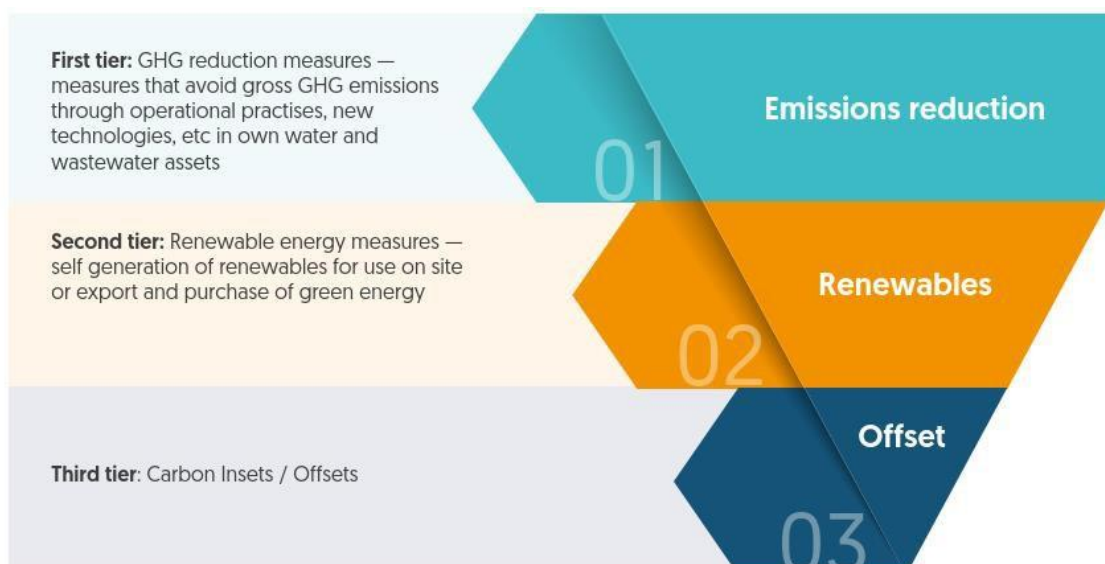 First tier: GHG reduction measures —
measures that avoid gross GHG emissions
through operational practises, new
technologies, etc in own water and
wastewater assets
01
Emissions reduction
Second tier: Renewable energy measures —
self generation of renewables for use on site
or export and purchase of green energy
02
Renewables
Third tier: Carbon Insets / Offsets
03
Offset